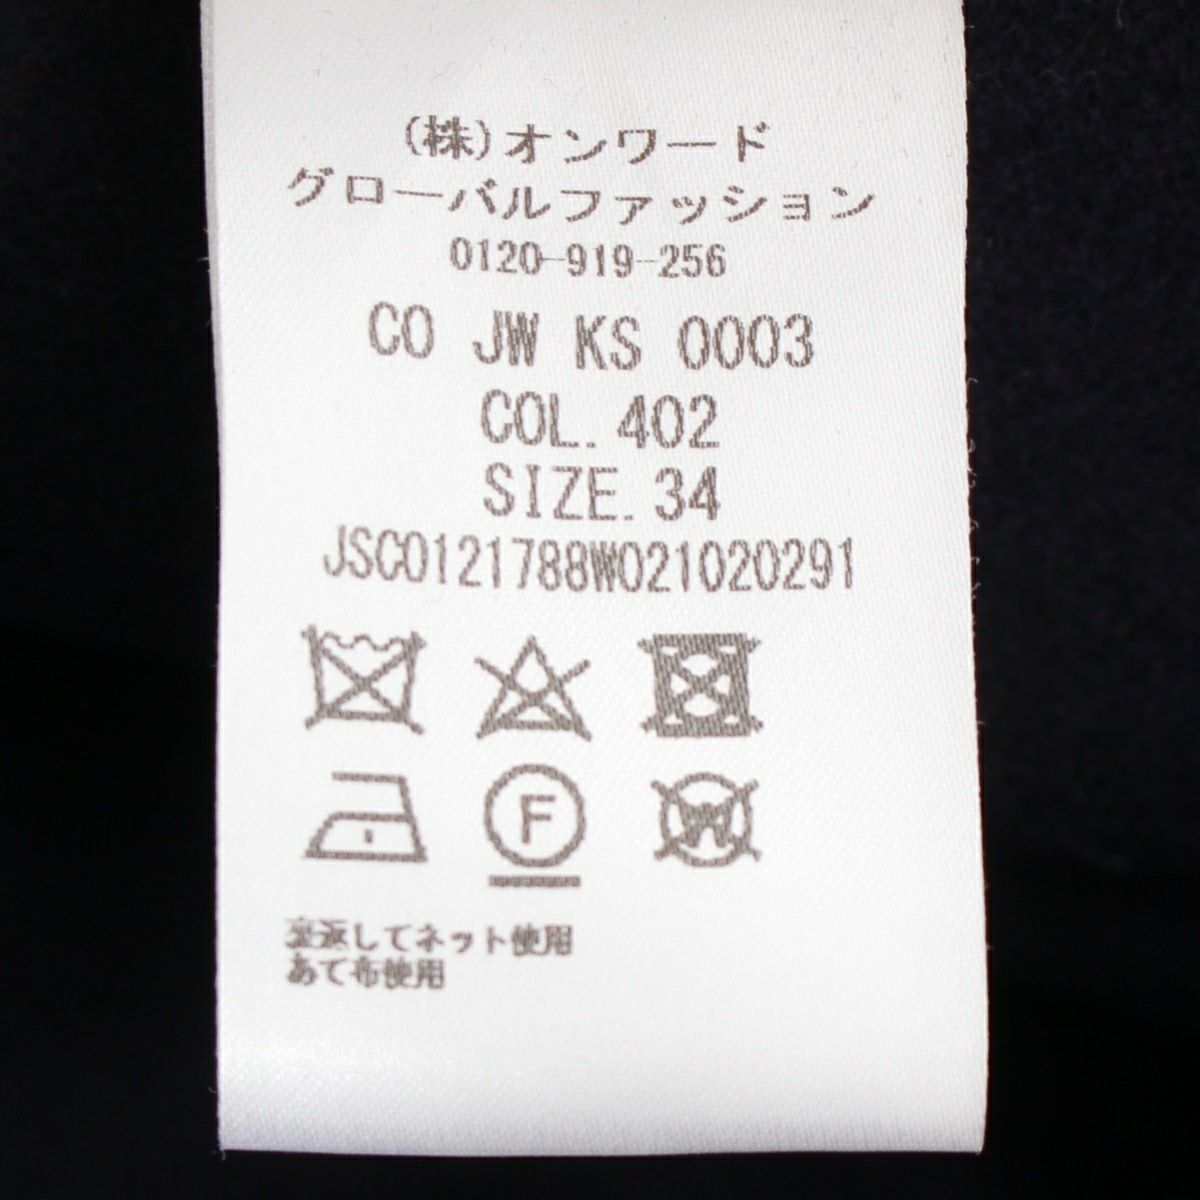 (株)オンワード
グローバルファッション
0120-919-256
CO JW KS 0003
COL.402
SIZE.34
JSC0121788W021020291
F
W
裏返してネット使用
あて布使用